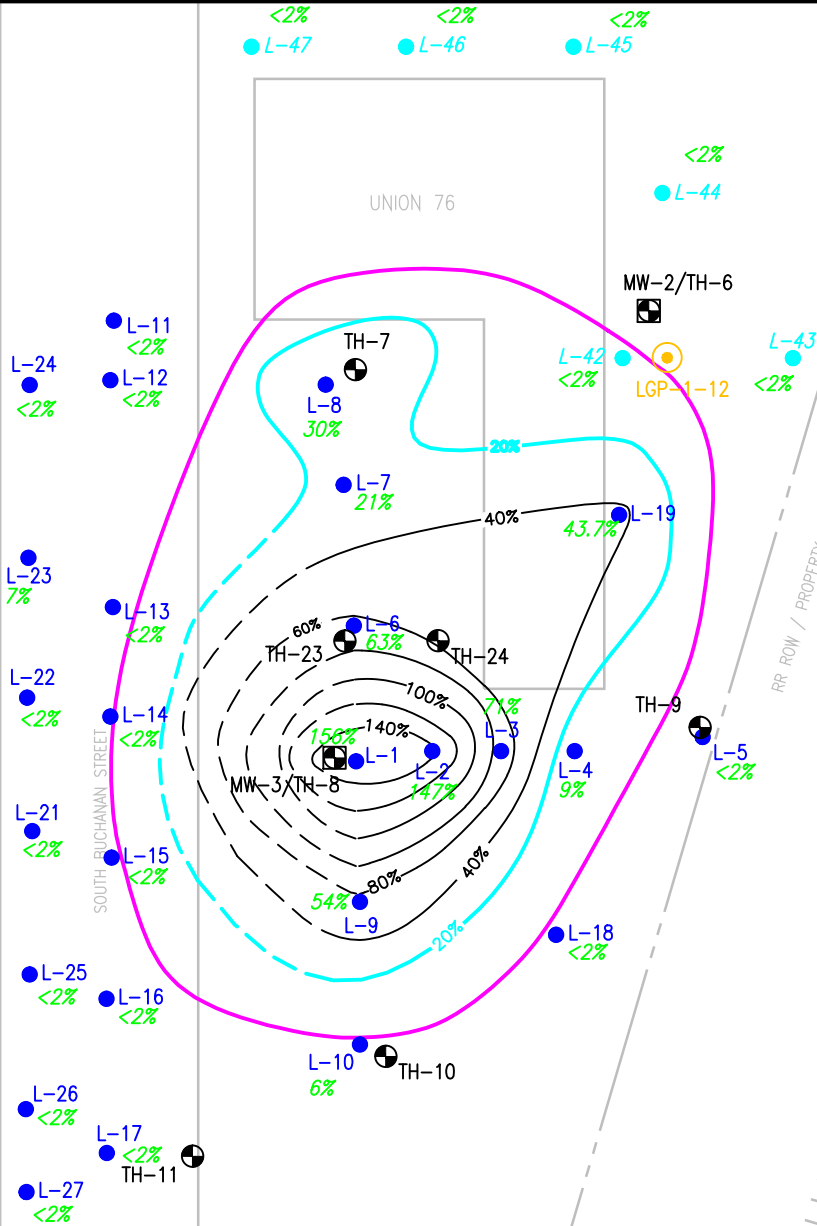 <2%
<2%
<2%
L-47
L-46
L-45
<2%
L-44
UNION 76
MW-2/TH-6
L-11
<2%
TH-7
L-42
L-43
<2%
<2%
LGP-1-12
L-24
<2%
L-12
<2%
L-8
30%
20%
L-7
21%
40%
43.7%
L-19
L-23
7%
L-13
<2%
60%
L-6
63%
TH-23
TH-24
RR ROW / PROPERTY
L-22
<2%
L-14
<2%
100%
71%
TH-9
140%
156%
L-1
L-2
L-3
L-4
L-5
<2%
MW-3/TH-8
147%
9%
SOUTH BUCHANAN STREET
L-21
<2%
L-15
<2%
80%
40%
54%
L-9
20%
L-18
<2%
L-25
<2%
L-16
<2%
L-10
6%
TH-10
L-26
<2%
L-17
<2%
TH-11
L-27
<2%